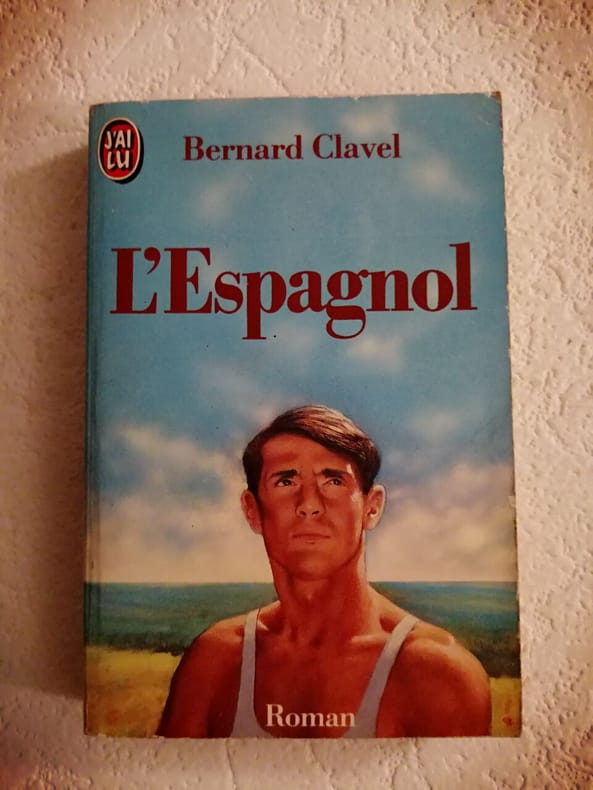 J'AI
LU
Bernard Clavel
L'Espagnol
Roman